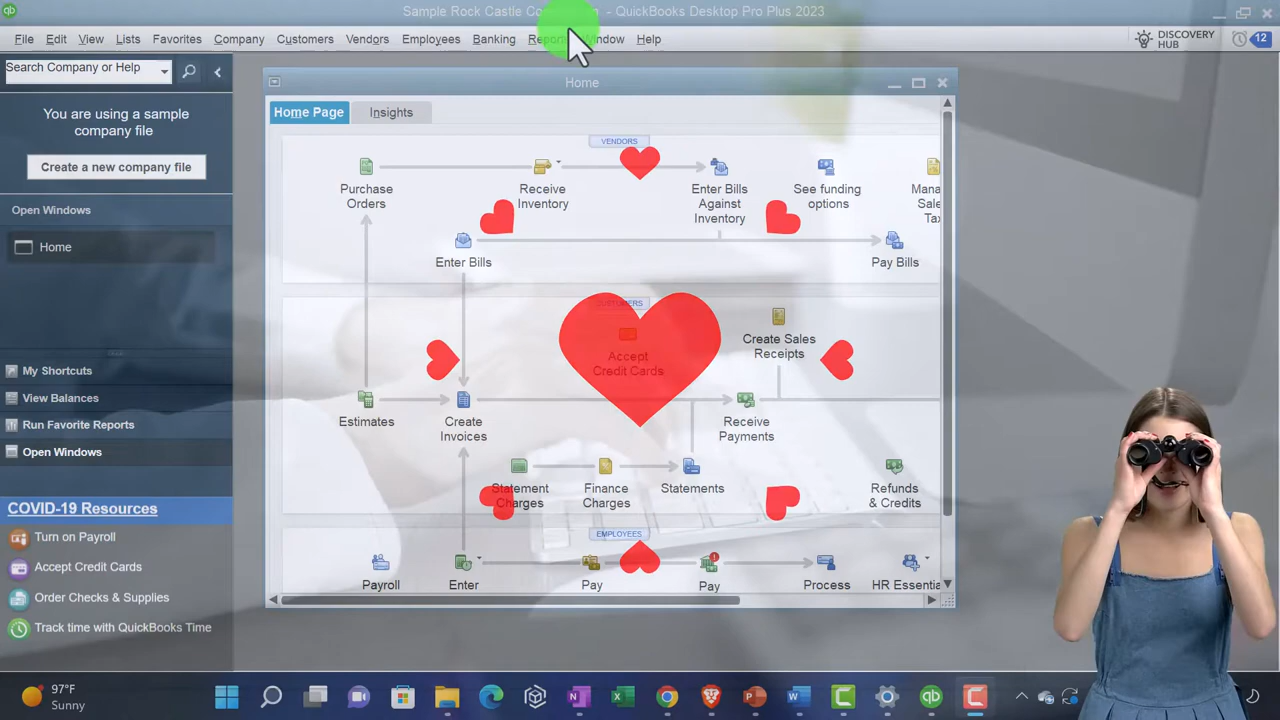 Sample Rock Castle Co - QuickBooks Desktop Pro Plus 2023
File Edit View Lists Favorites Company Customers Vendors Employees Banking Reports Window Help
DISCOVERY
HUB
12
Search Company or Help
You are using a
sample
company file
Create a new company file
Open Windows
Home
My Shortcuts
View Balances
Run Favorite Reports
Open Windows
COVID-19 Resources
Turn on Payroll
Accept Credit Cards
Order Checks & Supplies
Track time with QuickBooks Time
Home
Home Page Insights
VENDORS
Purchase
Orders
Receive
Inventory
Enter Bills
Against
Inventory
See funding
options
Mana
Sale
Tax
Enter Bills
Pay Bills
CUSTOMERS
Accept
Credit Cards
Create Sales
Receipts
Estimates
Create
Invoices
Receive
Payments
Statement
Charges
Finance
Charges
Statements
Refunds
& Credits
EMPLOYEES
Payroll
Enter
Pay
Pay
Process
HR Essentia
97°F
Sunny